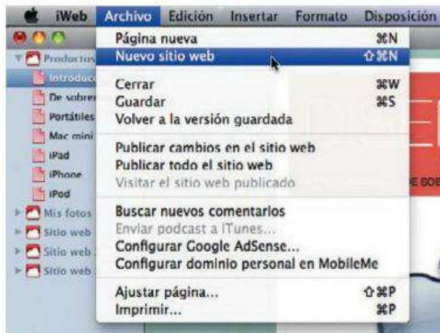 iWeb Archivo Edición Insertar Formato Disposición
Página nueva ⌘N
Nuevo sitio web ⇧⌘N
Cerrar ⌘W
Guardar ⌘S
Volver a la versión guardada
Publicar cambios en el sitio web
Publicar todo el sitio web
Visitar el sitio web publicado
Buscar nuevos comentarios
Enviar podcast a iTunes...
Configurar Google AdSense...
Configurar dominio personal en MobileMe
Ajustar página... ⇧⌘P
Imprimir... ⌘P
Productos
Introduc
De sobre
Portátiles
Mac mini
iPad
iPhone
iPod
Mis fotos
Sitio web
Sitio web
Sitio web